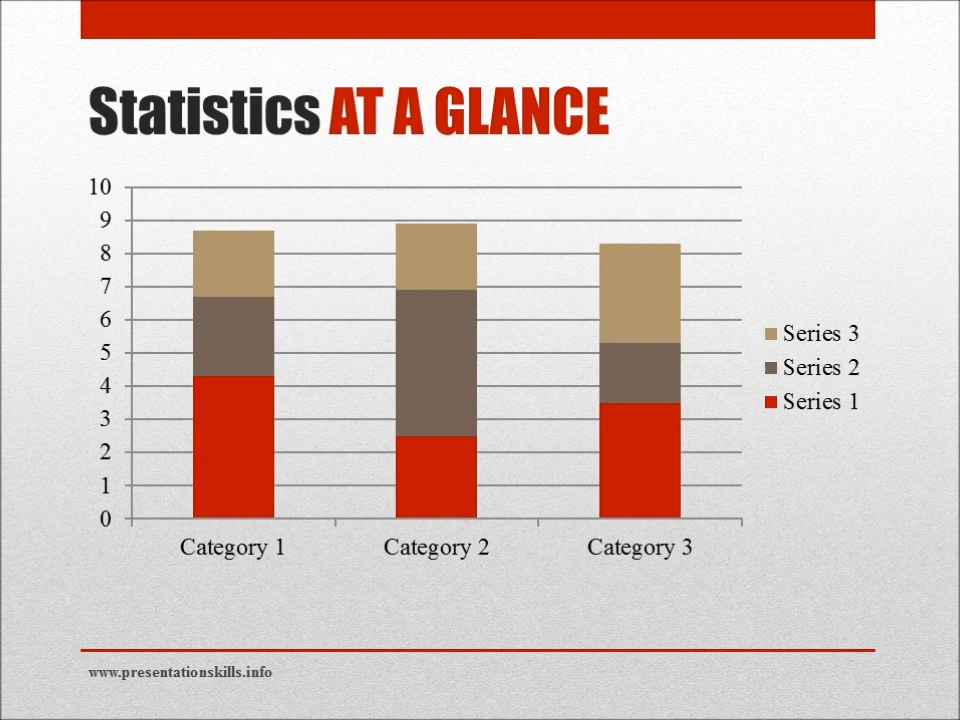 Statistics AT A GLANCE
10
9
8
7
6
5
4
3
2
1
0
Category 1
Category 2
Category 3
Series 3
Series 2
Series 1
www.presentationskills.info